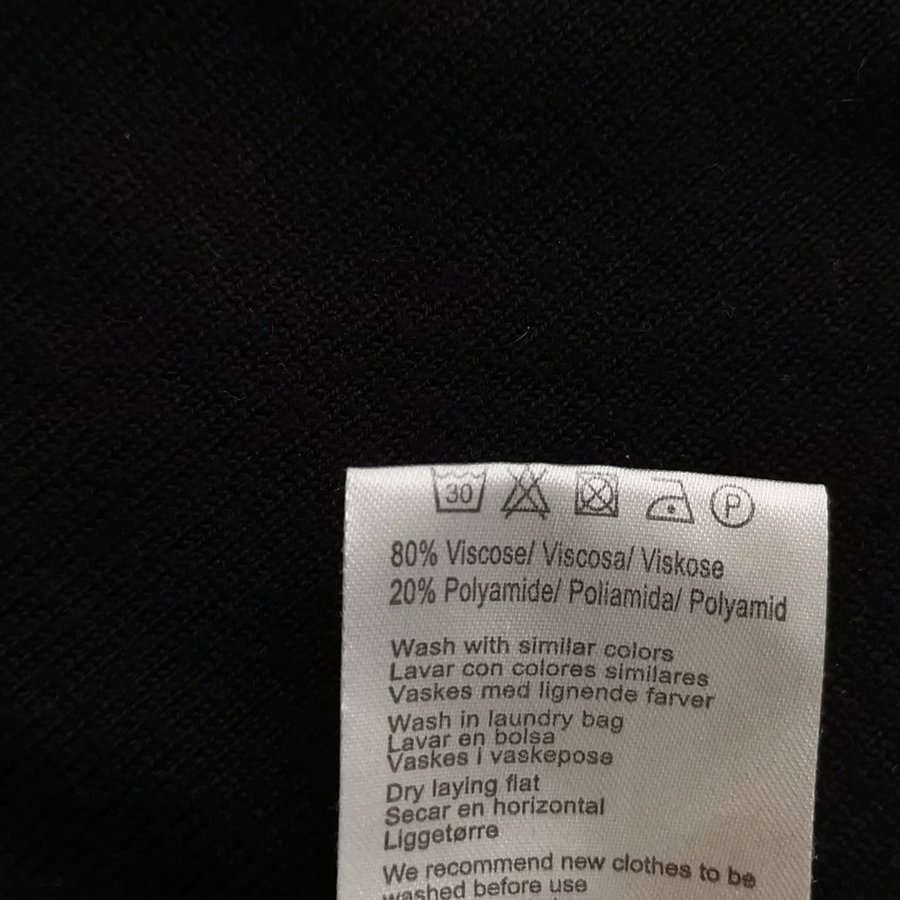 30 P
80% Viscose/ Viscosa/ Viskose
20% Polyamide/ Poliamida/ Polyamid
Wash with similar colors
Lavar con colores similares
Vaskes med lignende farver
Wash in laundry bag
Lavar en bolsa
Vaskes i vaskepose
Dry laying flat
Secar en horizontal
Liggetørre
We recommend new clothes to be
washed before use